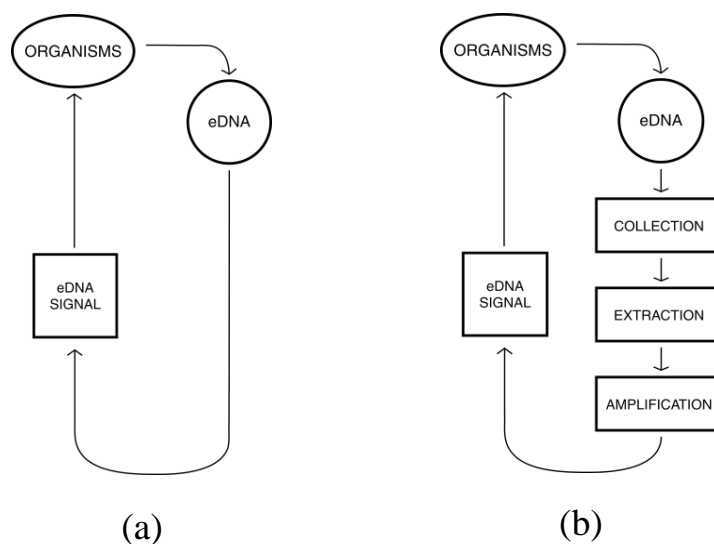 ORGANISMS
eDNA
eDNA
SIGNAL
(a)
ORGANISMS
eDNA
COLLECTION
EXTRACTION
AMPLIFICATION
eDNA
SIGNAL
(b)